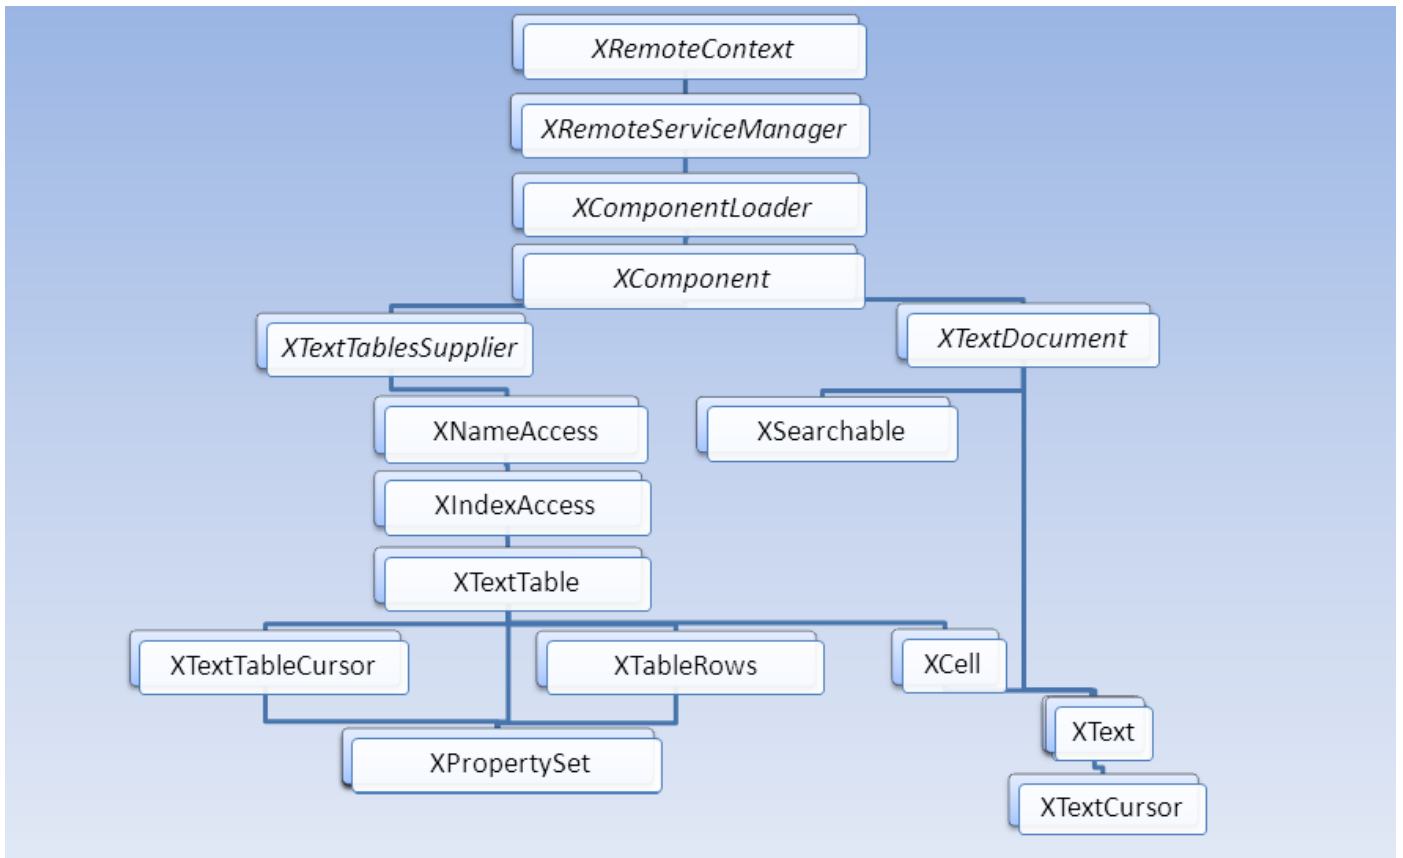 XRemoteContext
XRemoteServiceManager
XComponentLoader
XComponent
XTextTablesSupplier
XTextDocument
XNameAccess
XSearchable
XIndexAccess
XTextTable
XTextTableCursor
XTableRows
XCell
XText
XPropertySet
XTextCursor